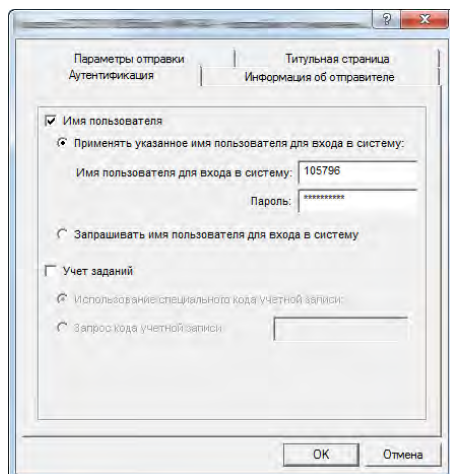 Параметры отправки
Титульная страница
Аутентификация
Информация об отправителе
Имя пользователя
Применять указанное имя пользователя для входа в систему:
Имя пользователя для входа в систему: 105796
Пароль: **********
Запрашивать имя пользователя для входа в систему
Учет заданий
Использование специального кода учетной записи:
Запрос кода учетной записи
OK
Отмена